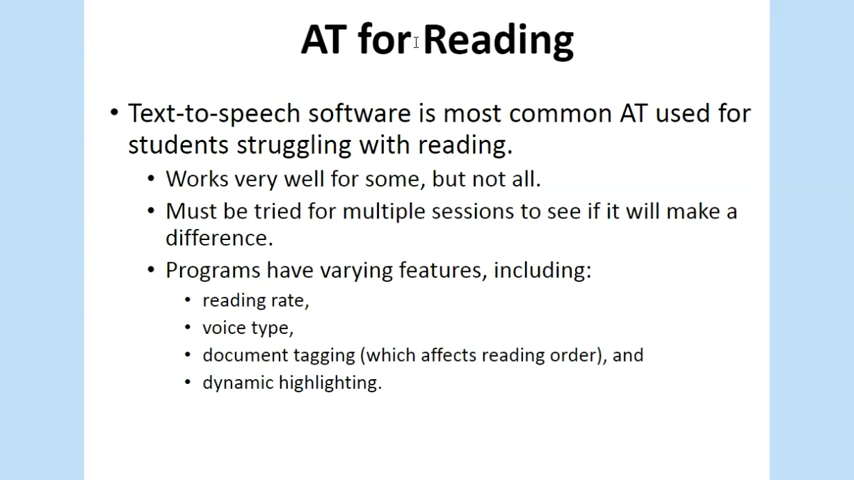 AT for Reading
• Text-to-speech software is most common AT used for
students struggling with reading.
• Works very well for some, but not all.
• Must be tried for multiple sessions to see if it will make a
difference.
• Programs have varying features, including:
• reading rate,
• voice type,
• document tagging (which affects reading order), and
• dynamic highlighting.